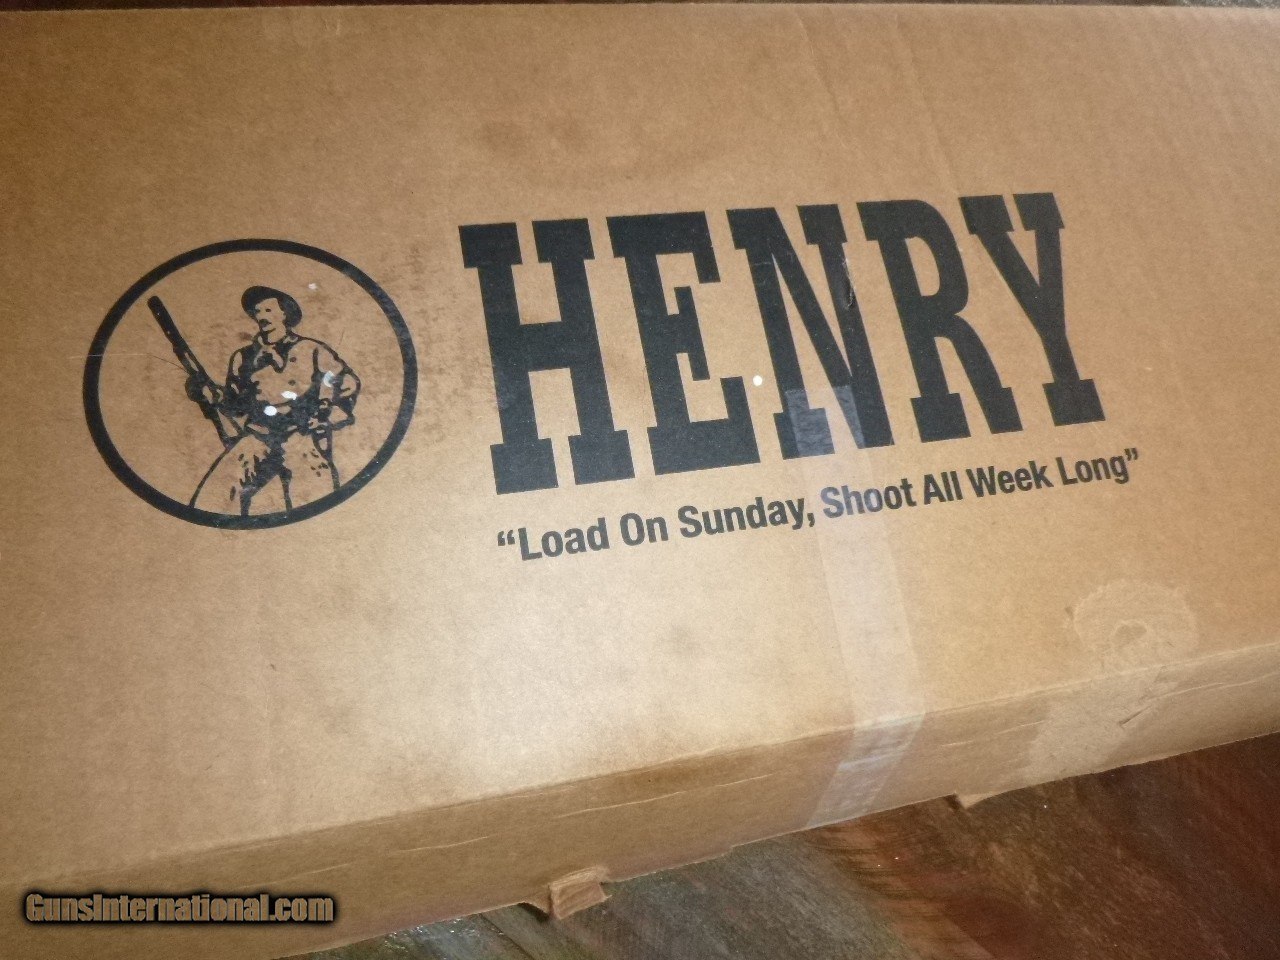 HENRY
“Load On Sunday, Shoot All Week Long”
GunsInternational.com